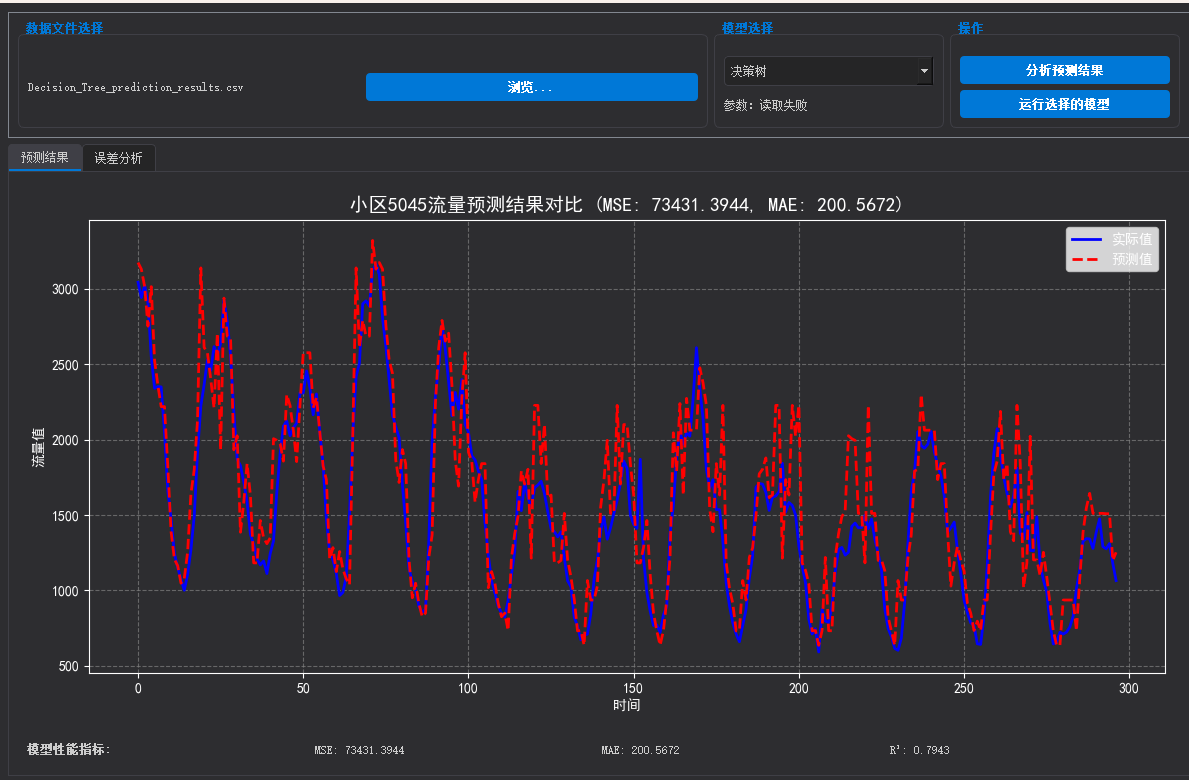 数据文件选择
模型选择
操作
Decision_Tree_prediction_results.csv
浏览...
决策树
参数: 读取失败
分析预测结果
运行选择的模型
预测结果
误差分析
小区5045流量预测结果对比 (MSE: 73431.3944, MAE: 200.5672)
实际值
预测值
流量值
3000
2500
2000
1500
1000
500
0 50 100 150 200 250 300
时间
模型性能指标: MSE: 73431.3944 MAE: 200.5672 R²: 0.7943